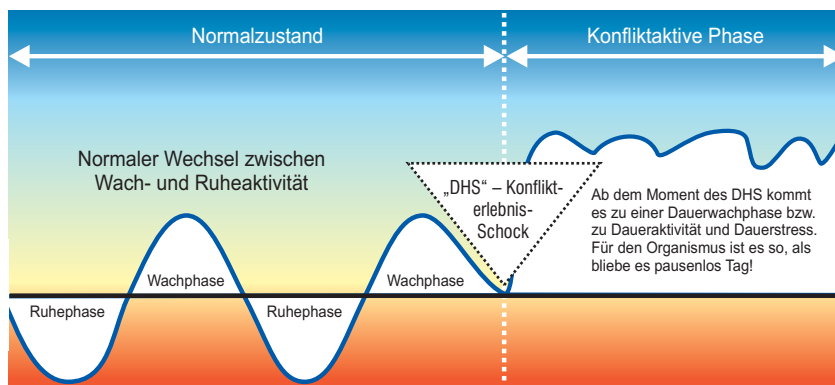 Normalzustand
Konfliktaktive Phase
Normaler Wechsel zwischen
Wach- und Ruheaktivität
„DHS“ – Konflikt-
erlebnis-
Schock
Ab dem Moment des DHS kommt
es zu einer Dauerwachphase bzw.
zu Daueraktivität und Dauerstress.
Für den Organismus ist es so, als
bliebe es pausenlos Tag!
Wachphase
Wachphase
Ruhephase
Ruhephase